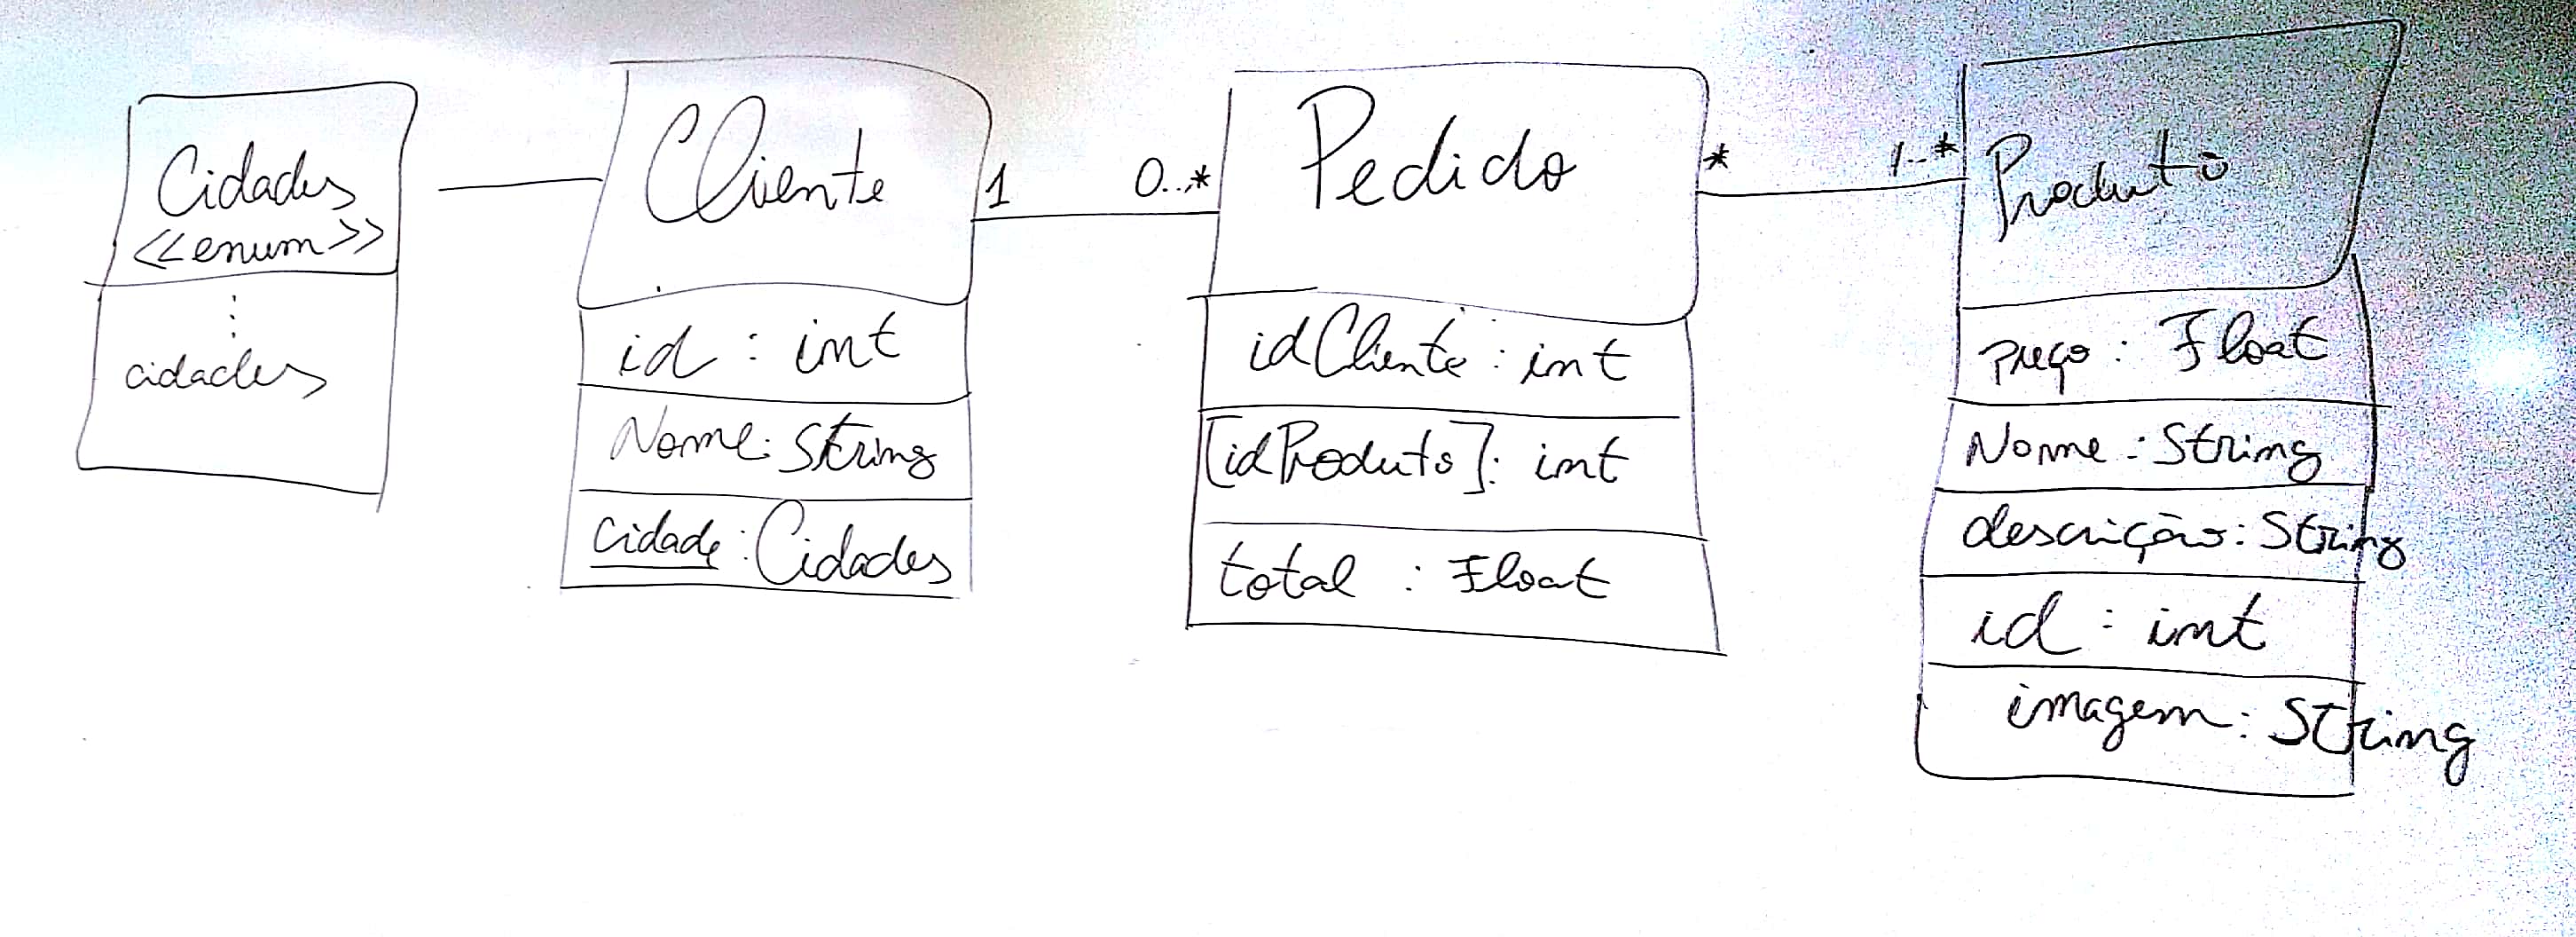 Cidades
<<enum>>
cidades
Cliente
id : int
Nome: String
cidade : Cidades
1
0..*
Pedido
idCliente : int
[idProduto]: int
total : Float
*
1..*
Produto
preço : Float
Nome : String
descrição: String
id : int
imagem: String